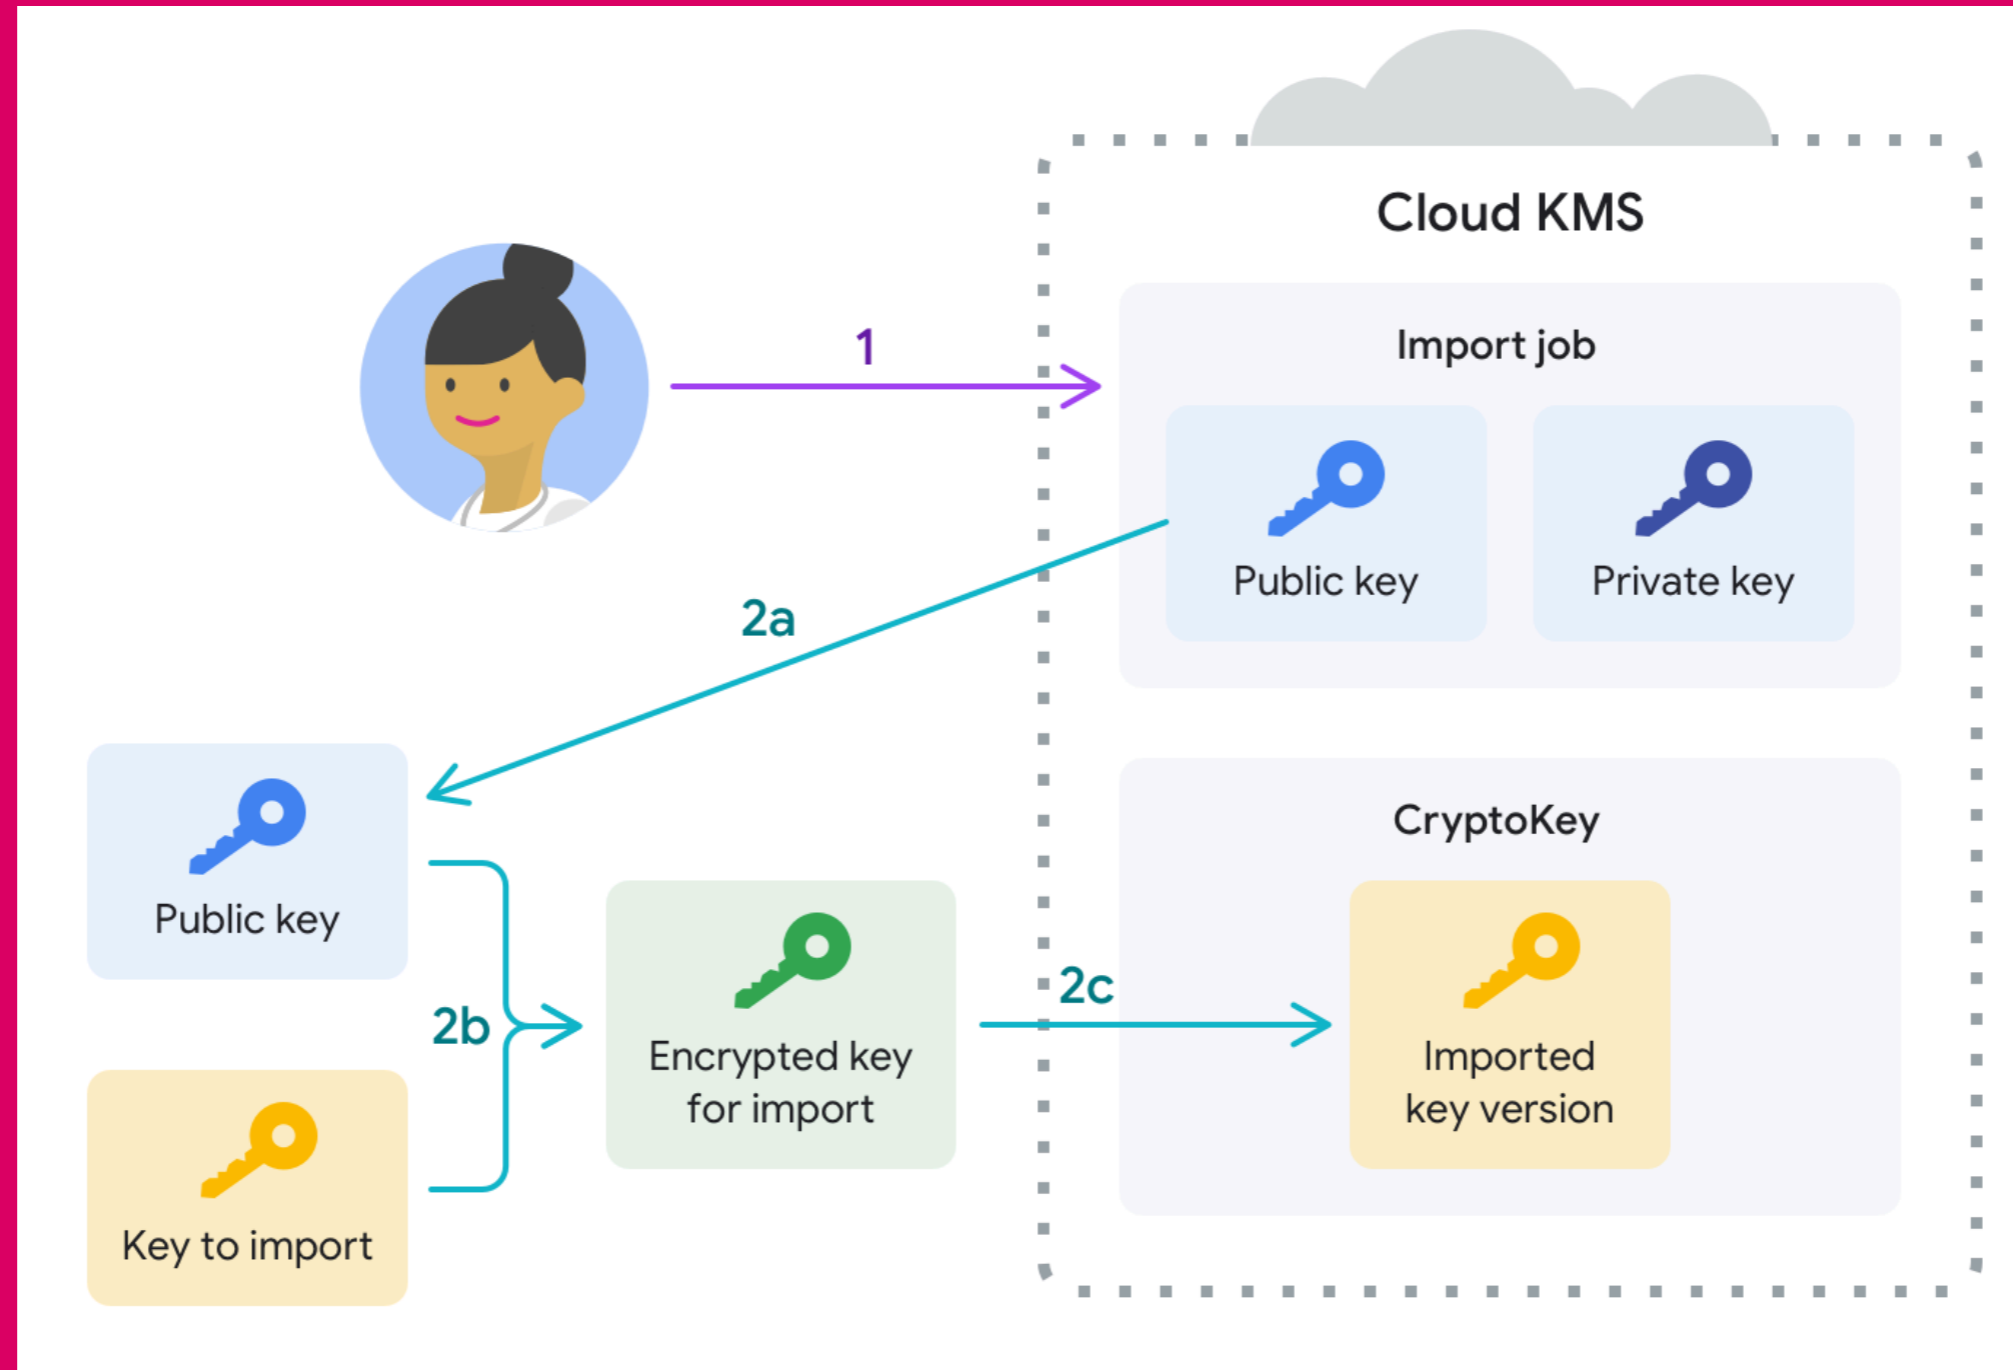 Cloud KMS
Import job
1
Public key
Private key
2a
Public key
CryptoKey
2b
Encrypted key
for import
2c
Imported
key version
Key to import